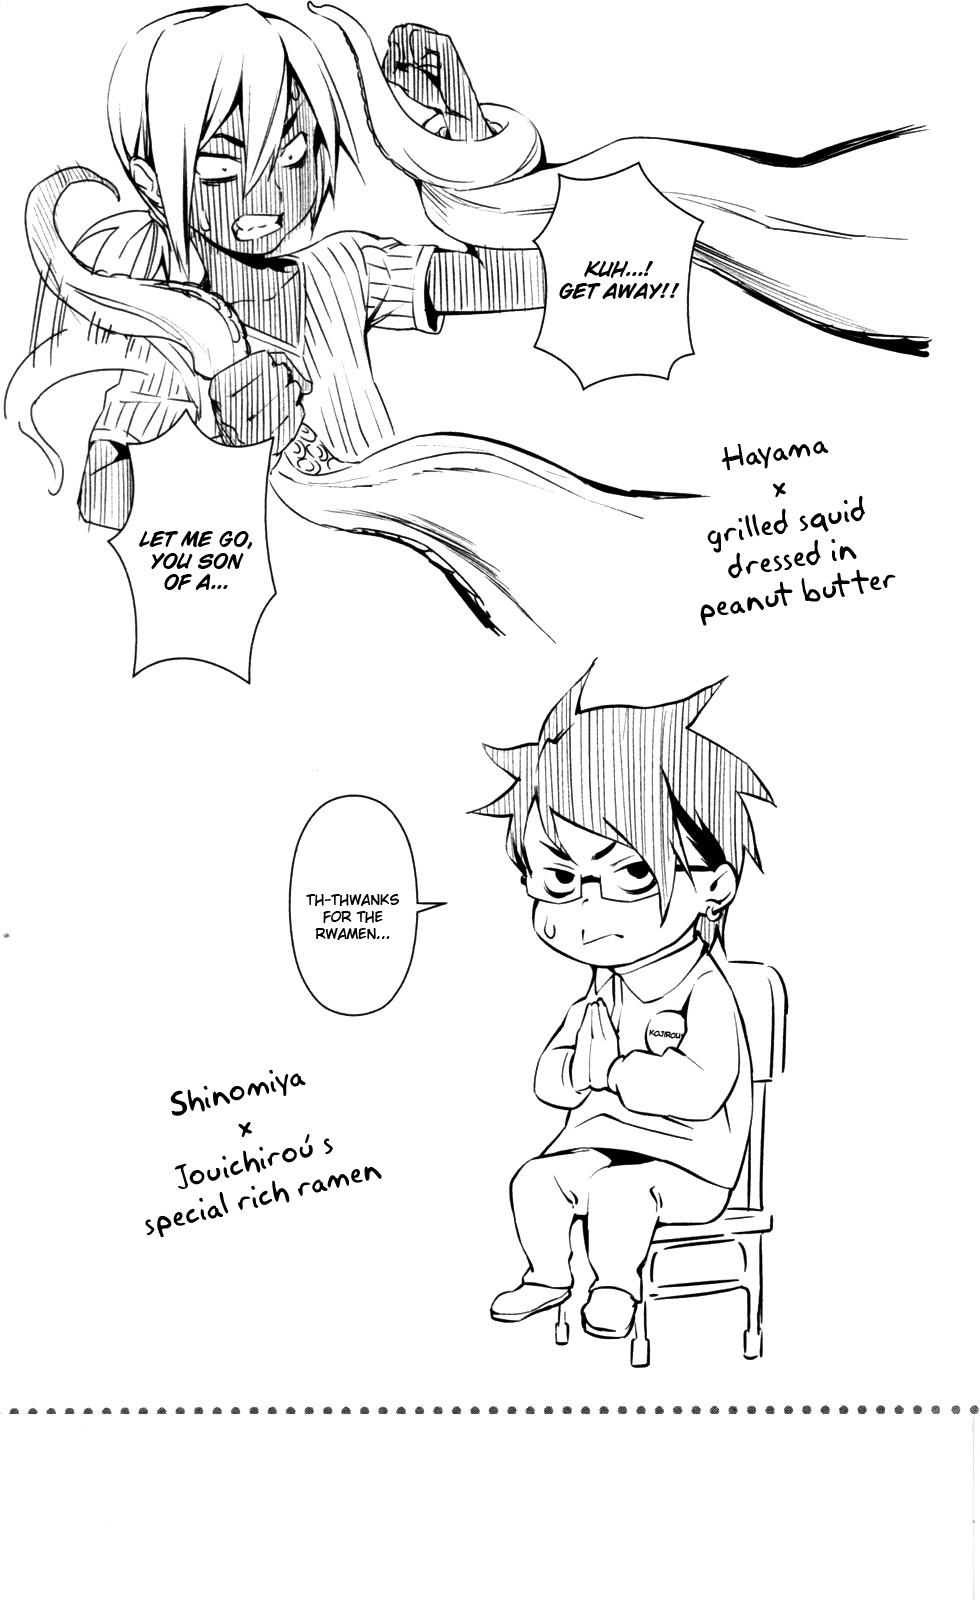 KUH...!
GET AWAY!!
LET ME GO,
YOU SON
OF A...
Hayama
x
grilled squid
dressed in
peanut butter
TH-THWANKS
FOR THE
RWAMEN...
KOJIROU
Shinomiya
x
Jouichiroú s
special rich ramen